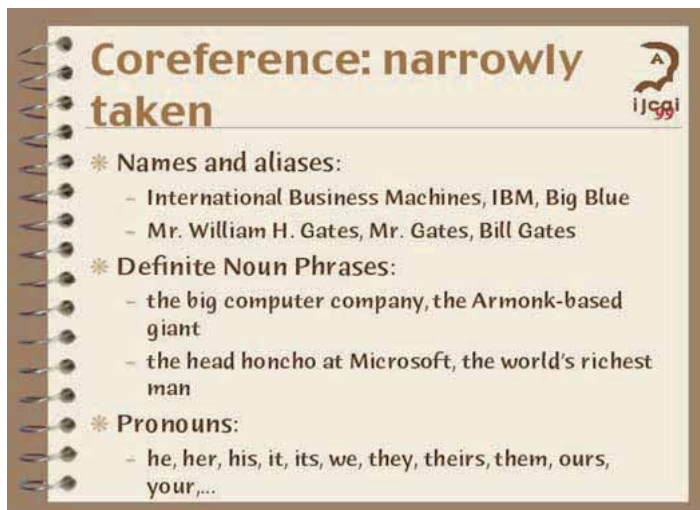 Coreference: narrowly
taken
A
ijcai
99
Names and aliases:
– International Business Machines, IBM, Big Blue
– Mr. William H. Gates, Mr. Gates, Bill Gates
Definite Noun Phrases:
– the big computer company, the Armonk-based
giant
– the head honcho at Microsoft, the world's richest
man
Pronouns:
– he, her, his, it, its, we, they, theirs, them, ours,
your,...